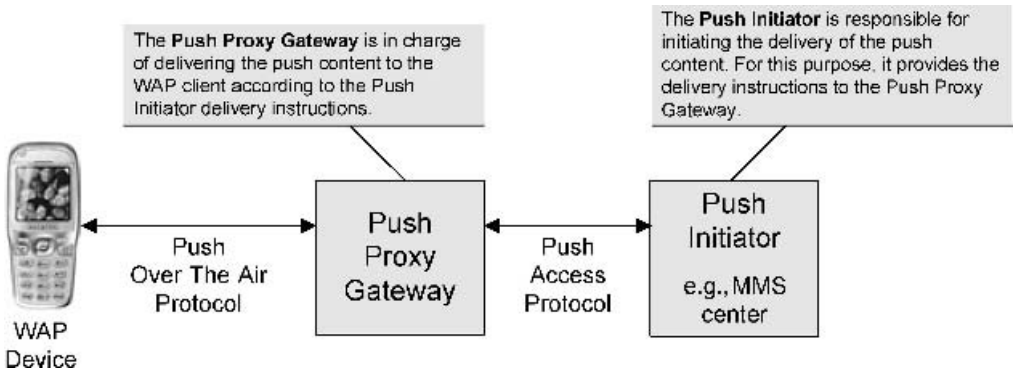 The Push Proxy Gateway is in charge
of delivering the push content to the
WAP client according to the Push
Initiator delivery instructions.
The Push Initiator is responsible for
initiating the delivery of the push
content. For this purpose, it provides the
delivery instructions to the Push Proxy
Gateway.
Push
Over The Air
Protocol
Push
Proxy
Gateway
Push
Access
Protocol
Push
Initiator
e.g., MMS
center
WAP
Device